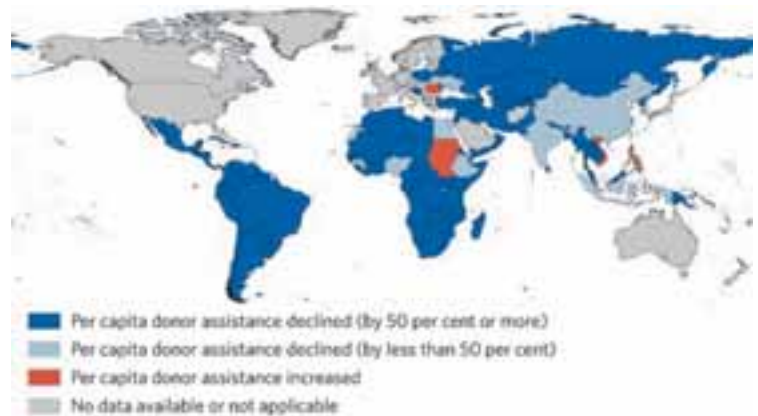 Per capita donor assistance declined (by 50 per cent or more)
Per capita donor assistance declined (by less than 50 per cent)
Per capita donor assistance increased
No data available or not applicable